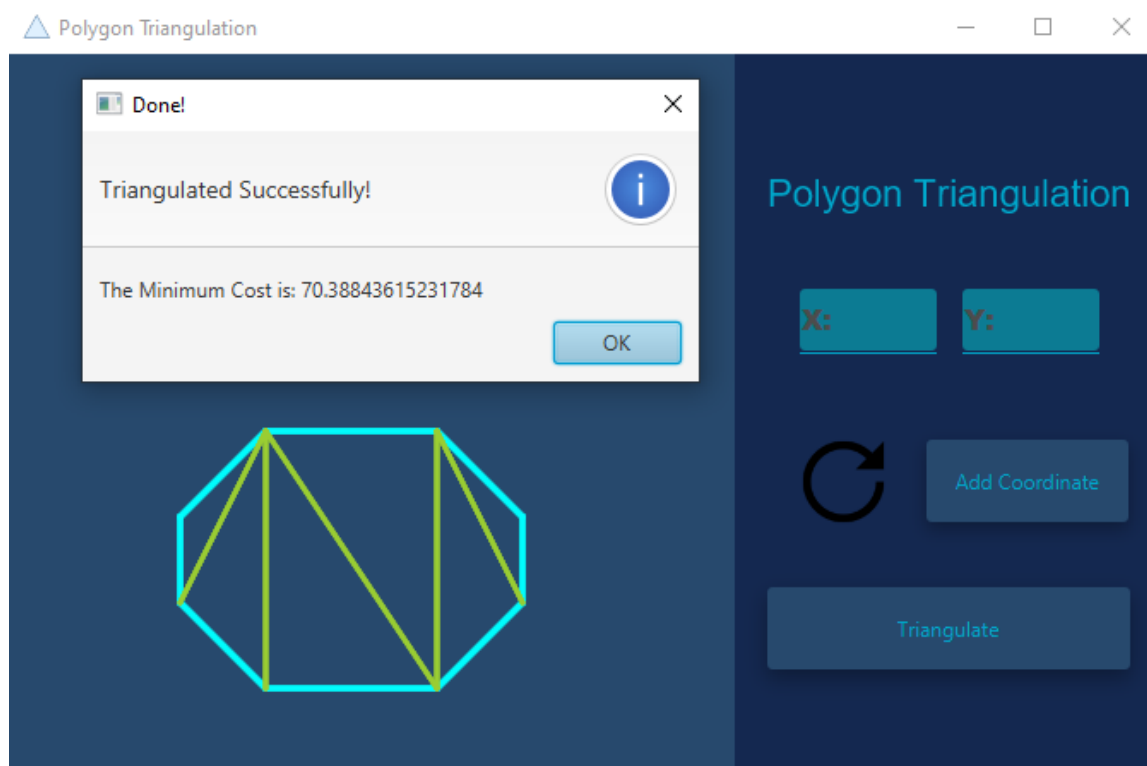 Polygon Triangulation
Done!
Triangulated Successfully!
i
The Minimum Cost is: 70.38843615231784
OK
Polygon Triangulation
X: Y:
Add Coordinate
Triangulate